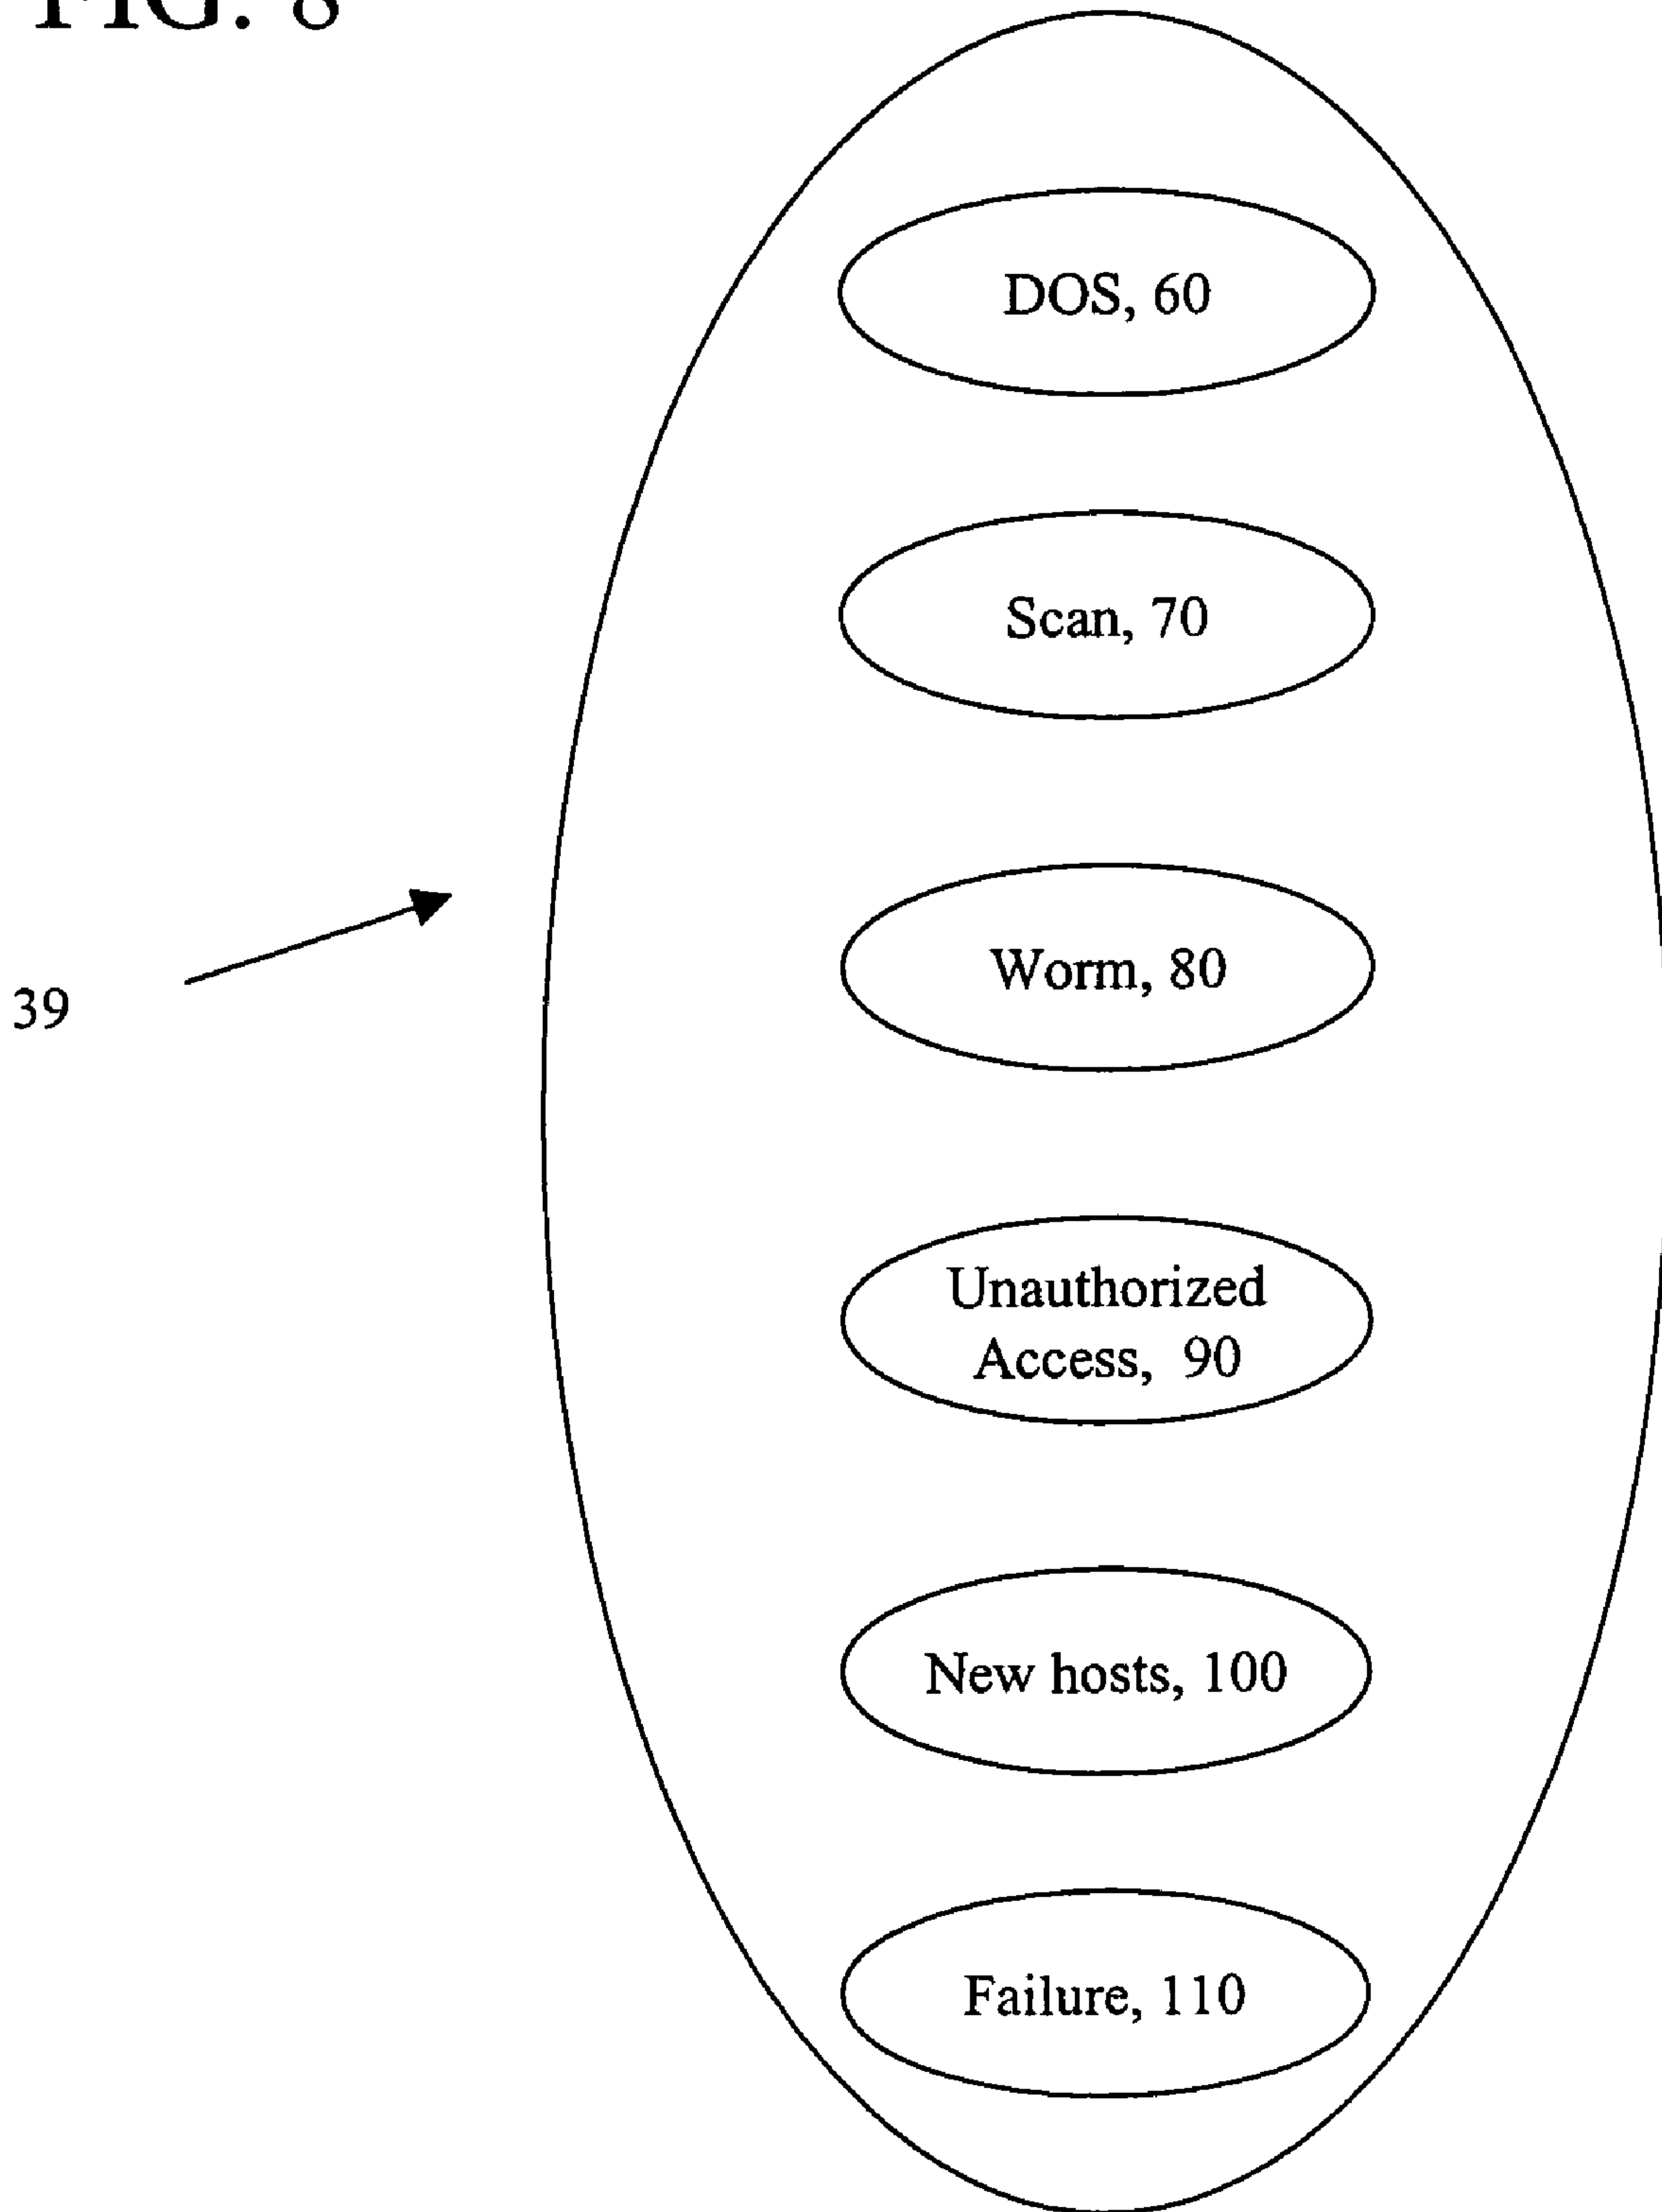 FIG. 8
DOS, 60
Scan, 70
Worm, 80
39
Unauthorized
Access, 90
New hosts, 100
Failure, 110